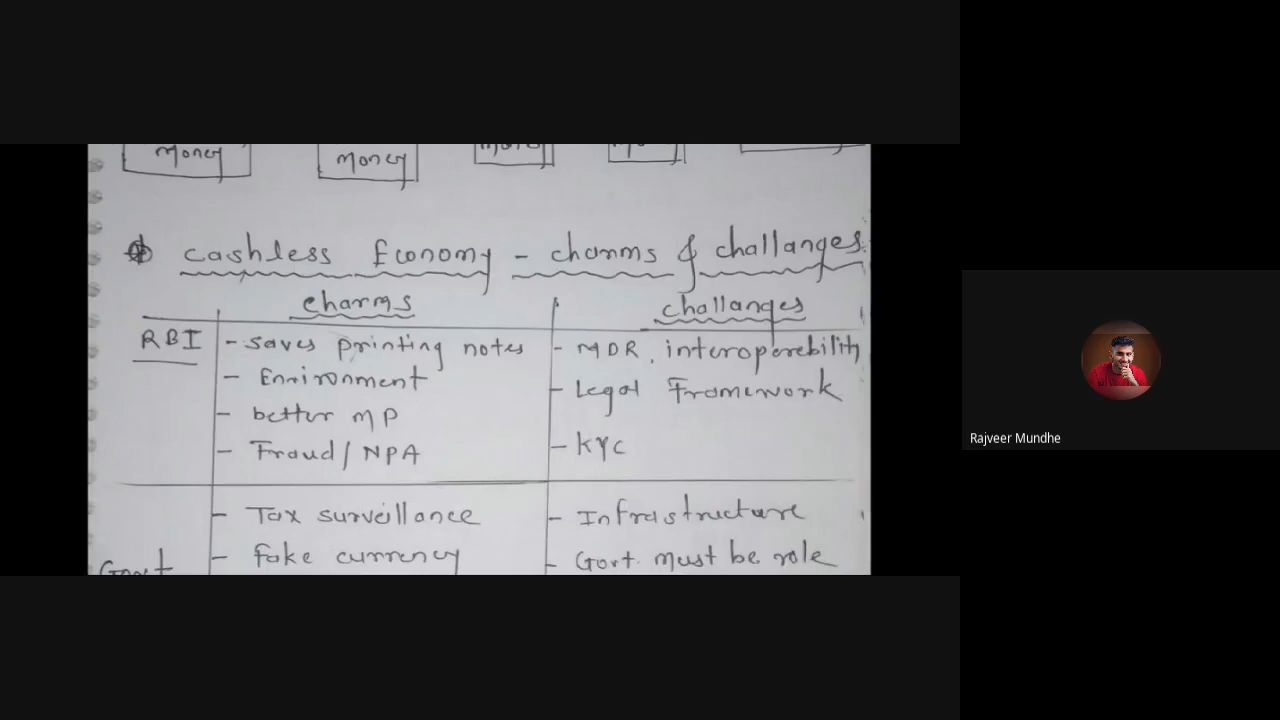 money
money
cashless Economy - charms & challanges
charms
challanges
RBI - saves printing notes - MDR, interoperebility
- Environment - Legal Framework
- better MP
- Fraud / NPA - KYC
- Tax surveillance - Infrastructure
- fake currency - Govt. must be role
Govt
Rajveer Mundhe